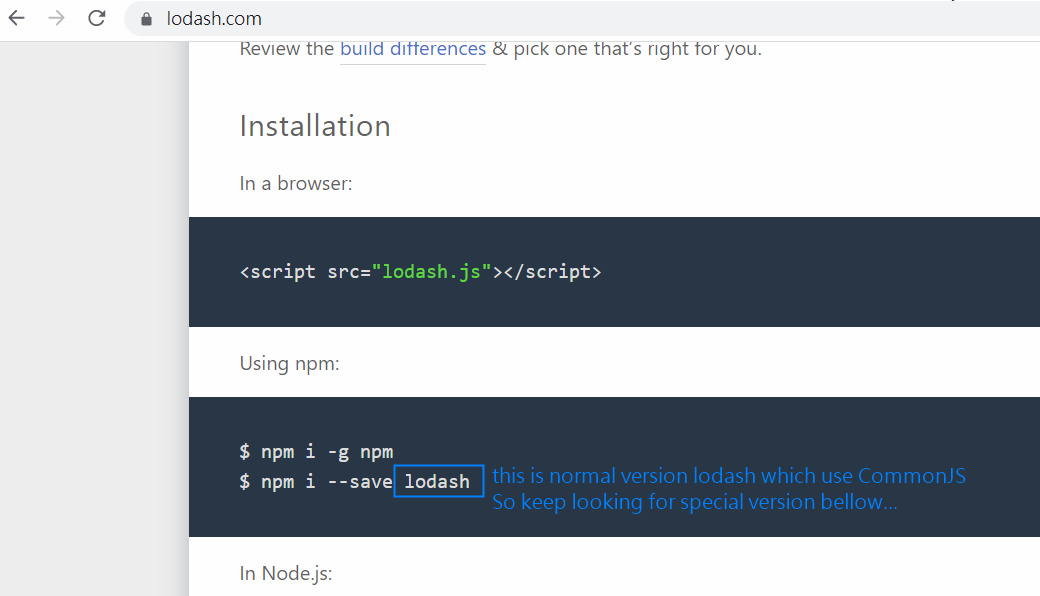 lodash.com
Review the build differences & pick one that's right for you.
Installation
In a browser:
<script src="lodash.js"></script>
Using npm:
$ npm i -g npm
$ npm i --save lodash
this is normal version lodash which use CommonJS
So keep looking for special version bellow...
In Node.js: